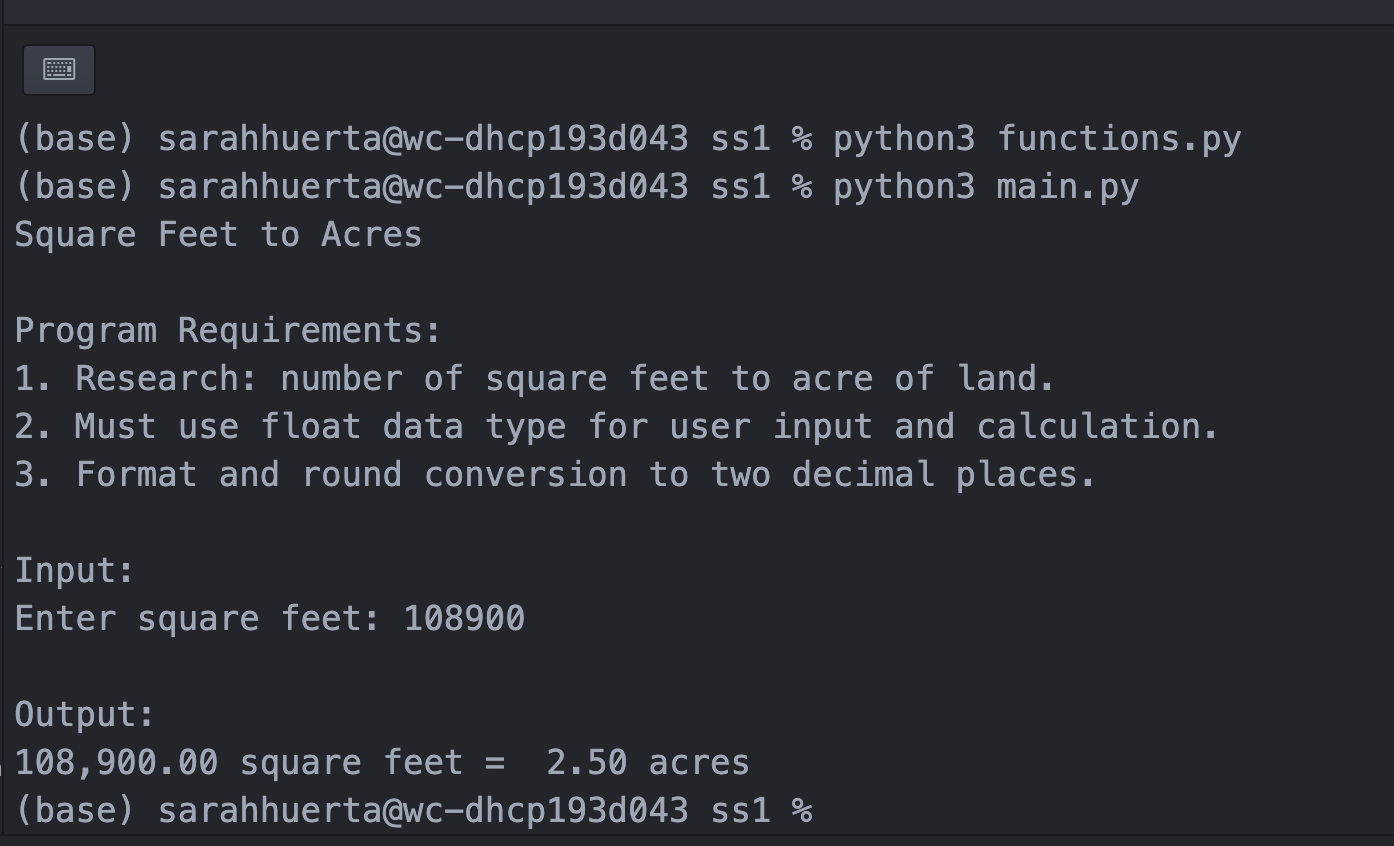 (base) sarahhuerta@wc-dhcp193d043 ss1 % python3 functions.py
(base) sarahhuerta@wc-dhcp193d043 ss1 % python3 main.py
Square Feet to Acres
Program Requirements:
1. Research: number of square feet to acre of land.
2. Must use float data type for user input and calculation.
3. Format and round conversion to two decimal places.
Input:
Enter square feet: 108900
Output:
108,900.00 square feet =  2.50 acres
(base) sarahhuerta@wc-dhcp193d043 ss1 %